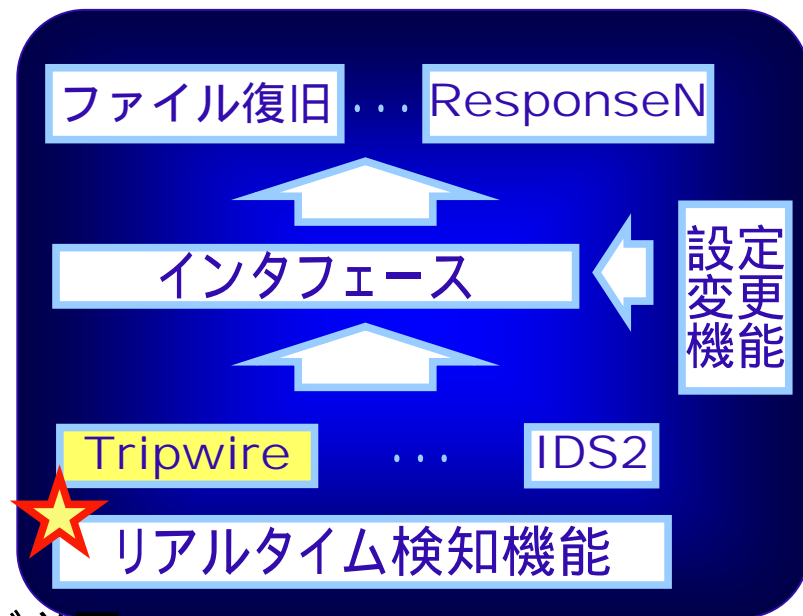 ファイル復旧 ・・・ ResponseN
インタフェース
設定
変更
機能
Tripwire ・・・ IDS2
リアルタイム検知機能